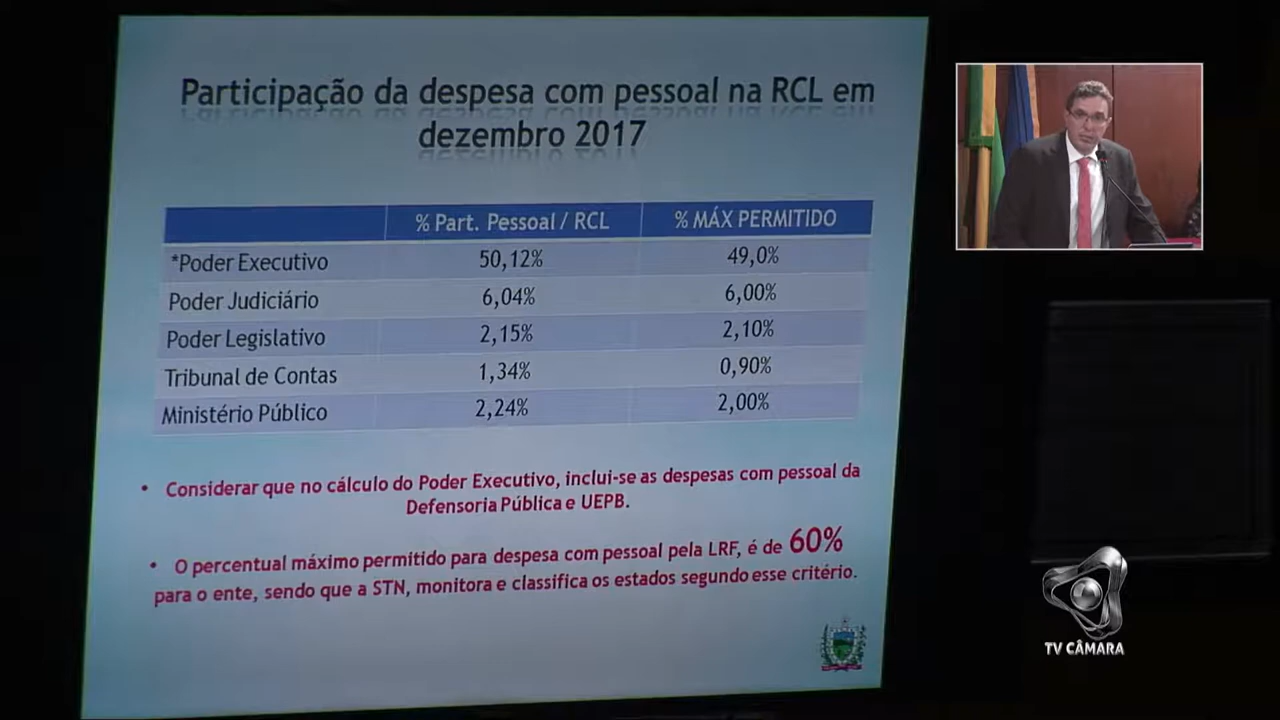 Participação da despesa com pessoal na RCL em
dezembro 2017
% Part. Pessoal / RCL % MÁX PERMITIDO
*Poder Executivo 50,12% 49,0%
Poder Judiciário 6,04% 6,00%
Poder Legislativo 2,15% 2,10%
Tribunal de Contas 1,34% 0,90%
Ministério Público 2,24% 2,00%
• Considerar que no cálculo do Poder Executivo, inclui-se as despesas com pessoal da
Defensoria Pública e UEPB.
• O percentual máximo permitido para despesa com pessoal pela LRF, é de 60%
para o ente, sendo que a STN, monitora e classifica os estados segundo esse critério.
TV CÂMARA